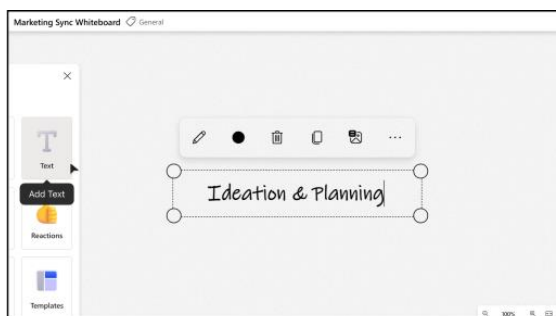 Marketing Sync Whiteboard General
Text
Add Text
Reactions
Templates
Ideation & Planning
100%